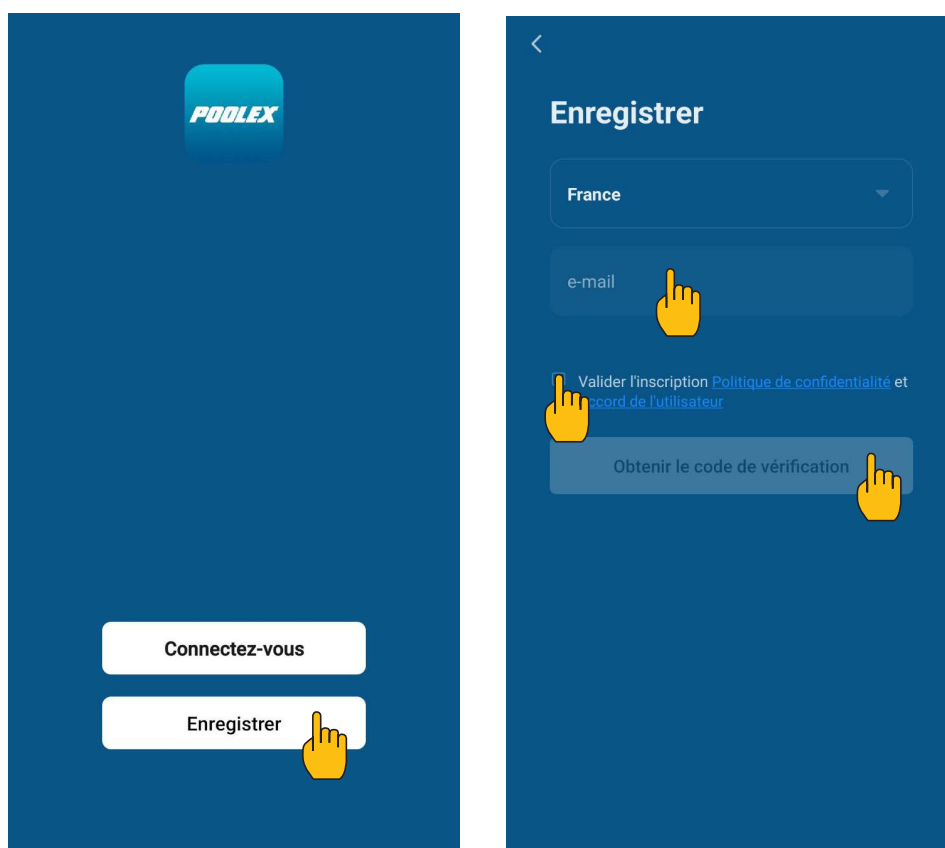 POOLEX
Connectez-vous
Enregistrer
Enregistrer
France
e-mail
Valider l'inscription Politique de confidentialité et
de l'utilisateur
Obtenir le code de vérification